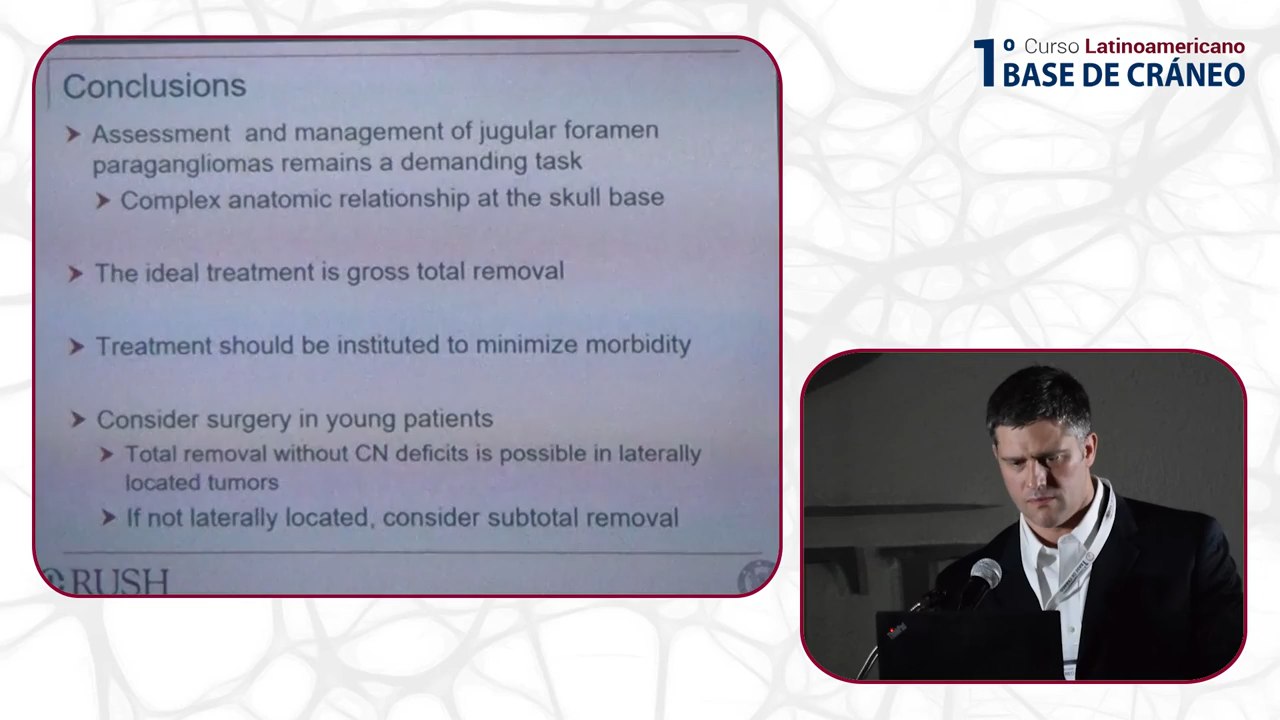 Conclusions
Assessment and management of jugular foramen
paragangliomas remains a demanding task
Complex anatomic relationship at the skull base
The ideal treatment is gross total removal
Treatment should be instituted to minimize morbidity
Consider surgery in young patients
Total removal without CN deficits is possible in laterally
located tumors
If not laterally located, consider subtotal removal
RUSH
1º Curso Latinoamericano
BASE DE CRÁNEO